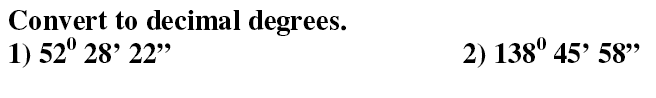 Convert to decimal degrees.
1) 52⁰ 28’ 22” 2) 138⁰ 45’ 58”